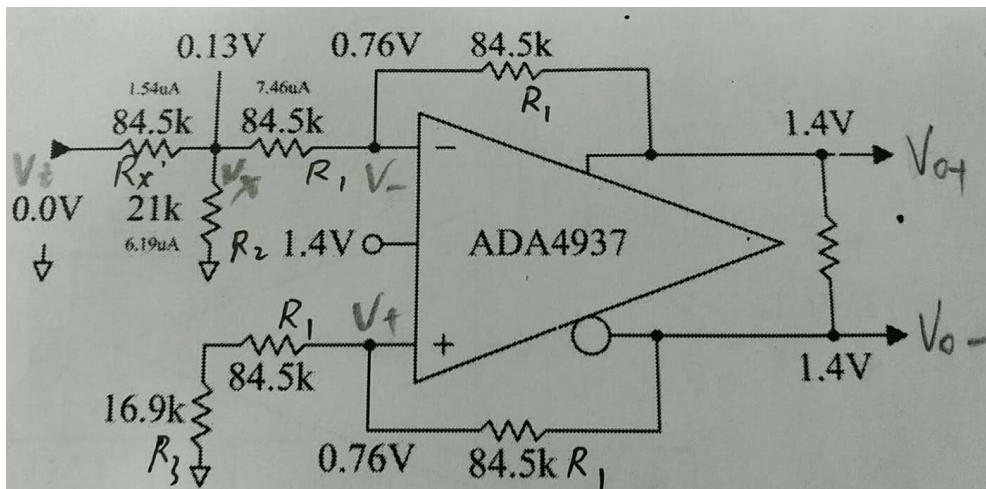 0.13V
0.76V
84.5k
1.54uA
7.46uA
84.5k
84.5k
R1
1.4V
Vo+
Rx'
Vx
R1
V-
0.0V
21k
6.19uA
R2
1.4V
ADA4937
R1
V+
84.5k
16.9k
R3
0.76V
84.5k
R1
1.4V
Vo-
-
+